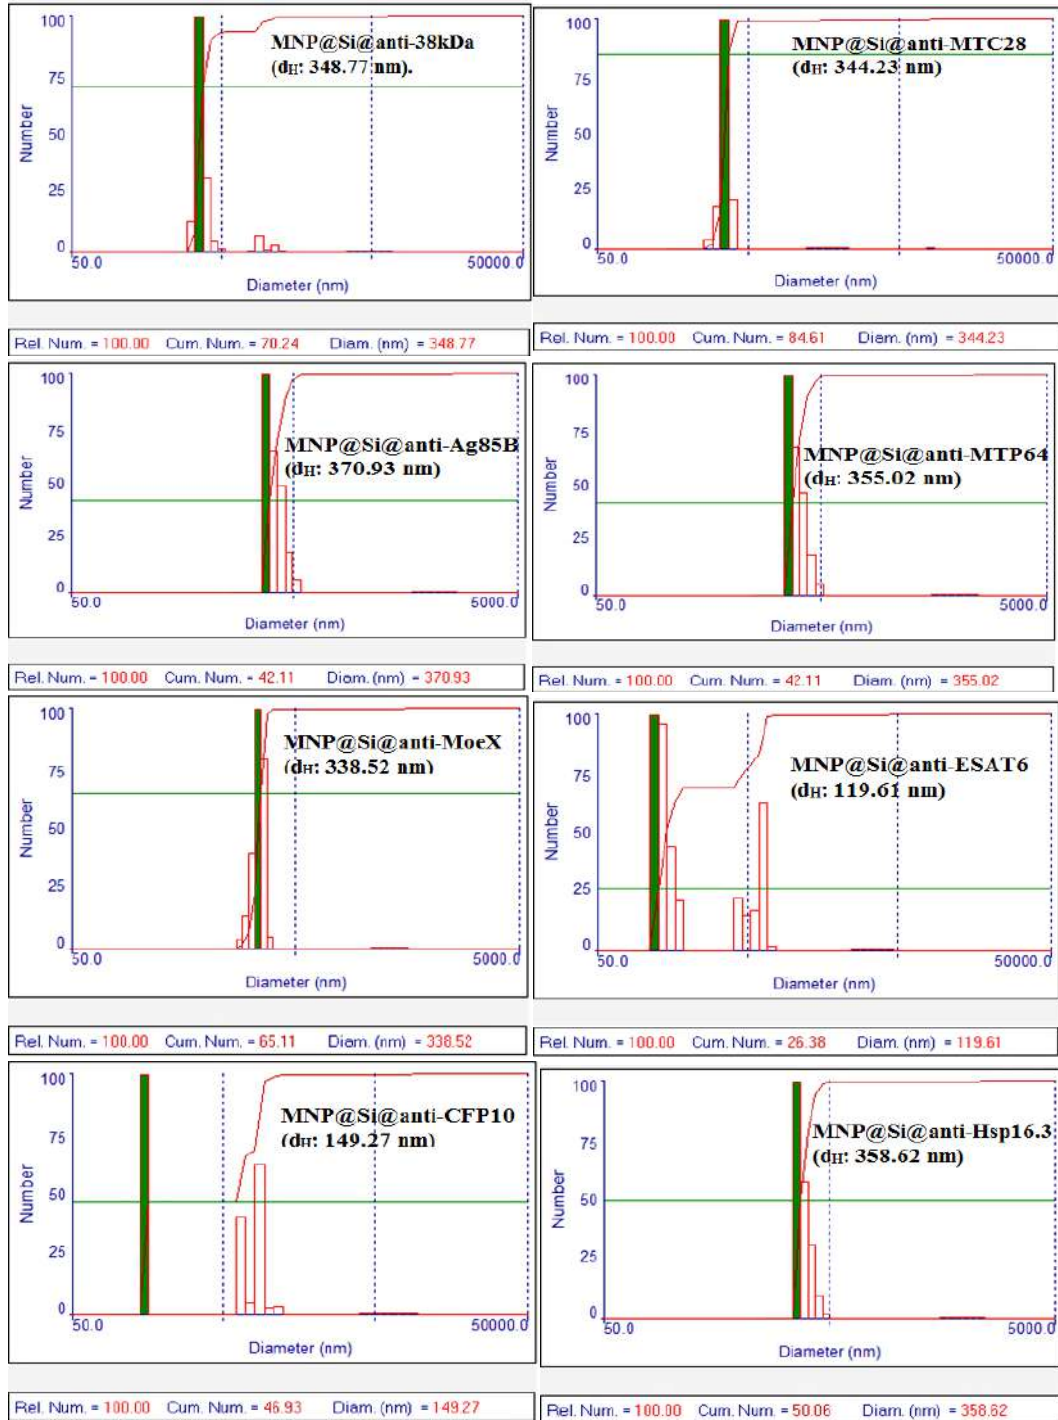 100
75
50
25
0
Number
MNP@Si@anti-38kDa
(dH: 348.77 nm).
50.0
50000.0
Diameter (nm)
Rel. Num. = 100.00 Cum. Num. = 70.24 Diam. (nm) = 348.77
100
75
50
25
0
Number
MNP@Si@anti-MTC28
(dH: 344.23 nm)
50.0
50000.0
Diameter (nm)
Rel. Num. = 100.00 Cum. Num. = 84.61 Diam. (nm) = 344.23
100
75
50
25
0
Number
MNP@Si@anti-Ag85B
(dH: 370.93 nm)
50.0
5000.0
Diameter (nm)
Rel. Num. = 100.00 Cum. Num. = 42.11 Diam. (nm) = 370.93
100
75
50
25
0
Number
MNP@Si@anti-MTP64
(dH: 355.02 nm)
50.0
5000.0
Diameter (nm)
Rel. Num. = 100.00 Cum. Num. = 42.11 Diam. (nm) = 355.02
100
75
50
25
0
Number
MNP@Si@anti-MoeX
(dH: 338.52 nm)
50.0
5000.0
Diameter (nm)
Rel. Num. = 100.00 Cum. Num. = 65.11 Diam. (nm) = 338.52
100
75
50
25
0
Number
MNP@Si@anti-ESAT6
(dH: 119.61 nm)
50.0
50000.0
Diameter (nm)
Rel. Num. = 100.00 Cum. Num. = 26.38 Diam. (nm) = 119.61
100
75
50
25
0
Number
MNP@Si@anti-CFP10
(dH: 149.27 nm)
50.0
50000.0
Diameter (nm)
Rel. Num. = 100.00 Cum. Num. = 46.93 Diam. (nm) = 149.27
100
75
50
25
0
Number
MNP@Si@anti-Hsp16.3
(dH: 358.62 nm)
50.0
5000.0
Diameter (nm)
Rel. Num. = 100.00 Cum. Num. = 50.06 Diam. (nm) = 358.62